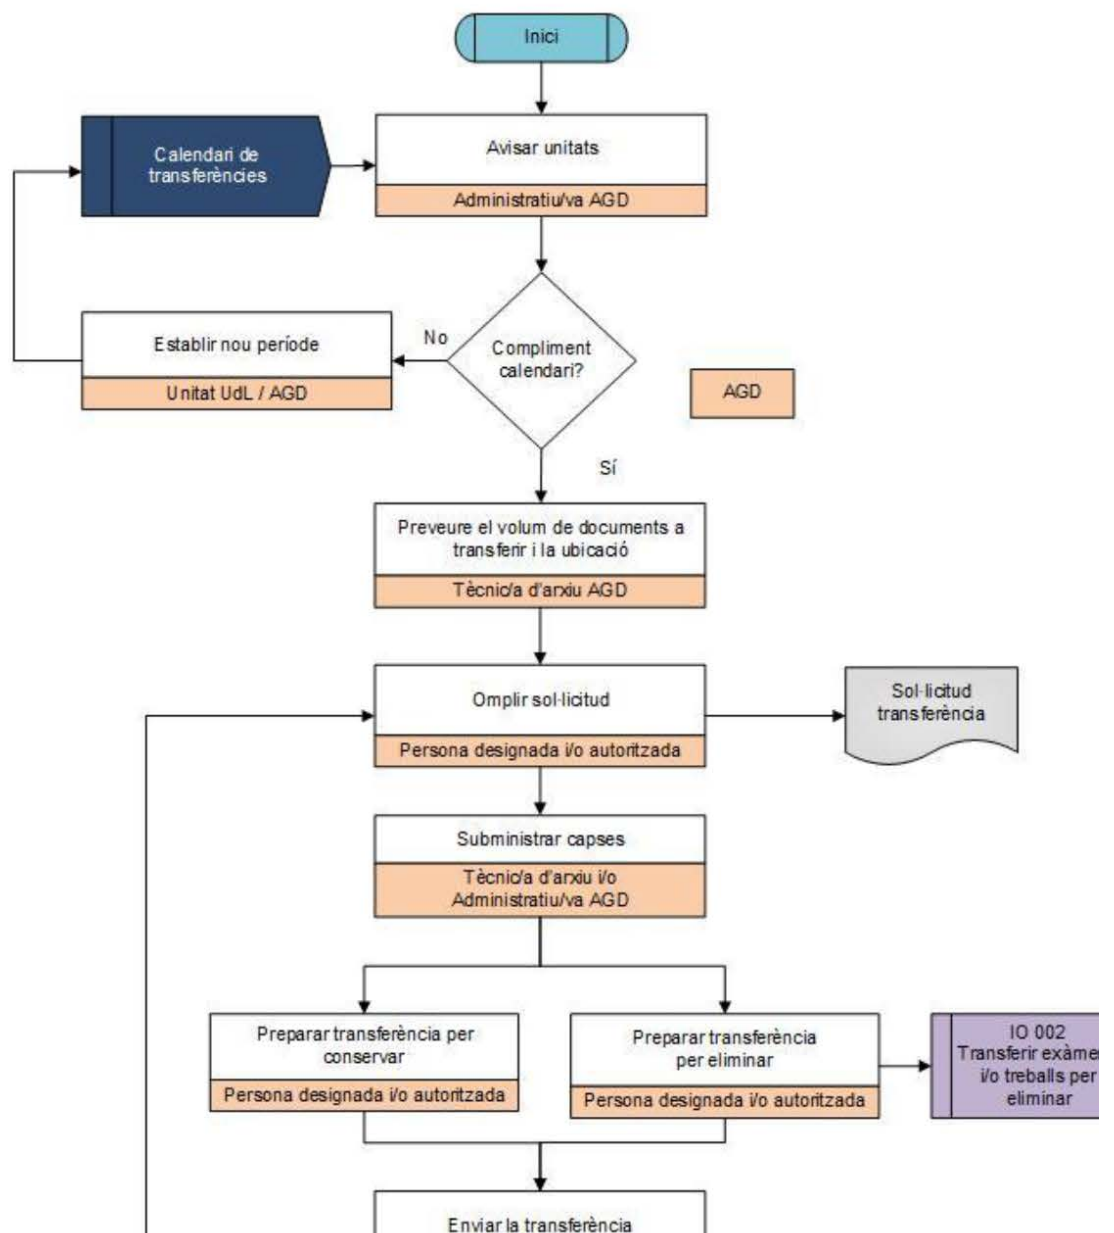 Inici
Calendari de
transferències
Avisar unitats
Administratiu/va AGD
Establir nou període
Unitat UdL / AGD
No
Compliment
calendari?
AGD
Sí
Preveure el volum de documents a
transferir i la ubicació
Tècnic/a d'arxiu AGD
Omplir sol·licitud
Persona designada i/o autoritzada
Sol·licitud
transferència
Subministrar capses
Tècnic/a d'arxiu i/o
Administratiu/va AGD
Preparar transferència per
conservar
Persona designada i/o autoritzada
Preparar transferència
per eliminar
Persona designada i/o autoritzada
IO 002
Transferir exàme
i/o treballs per
eliminar
Enviar la transferència